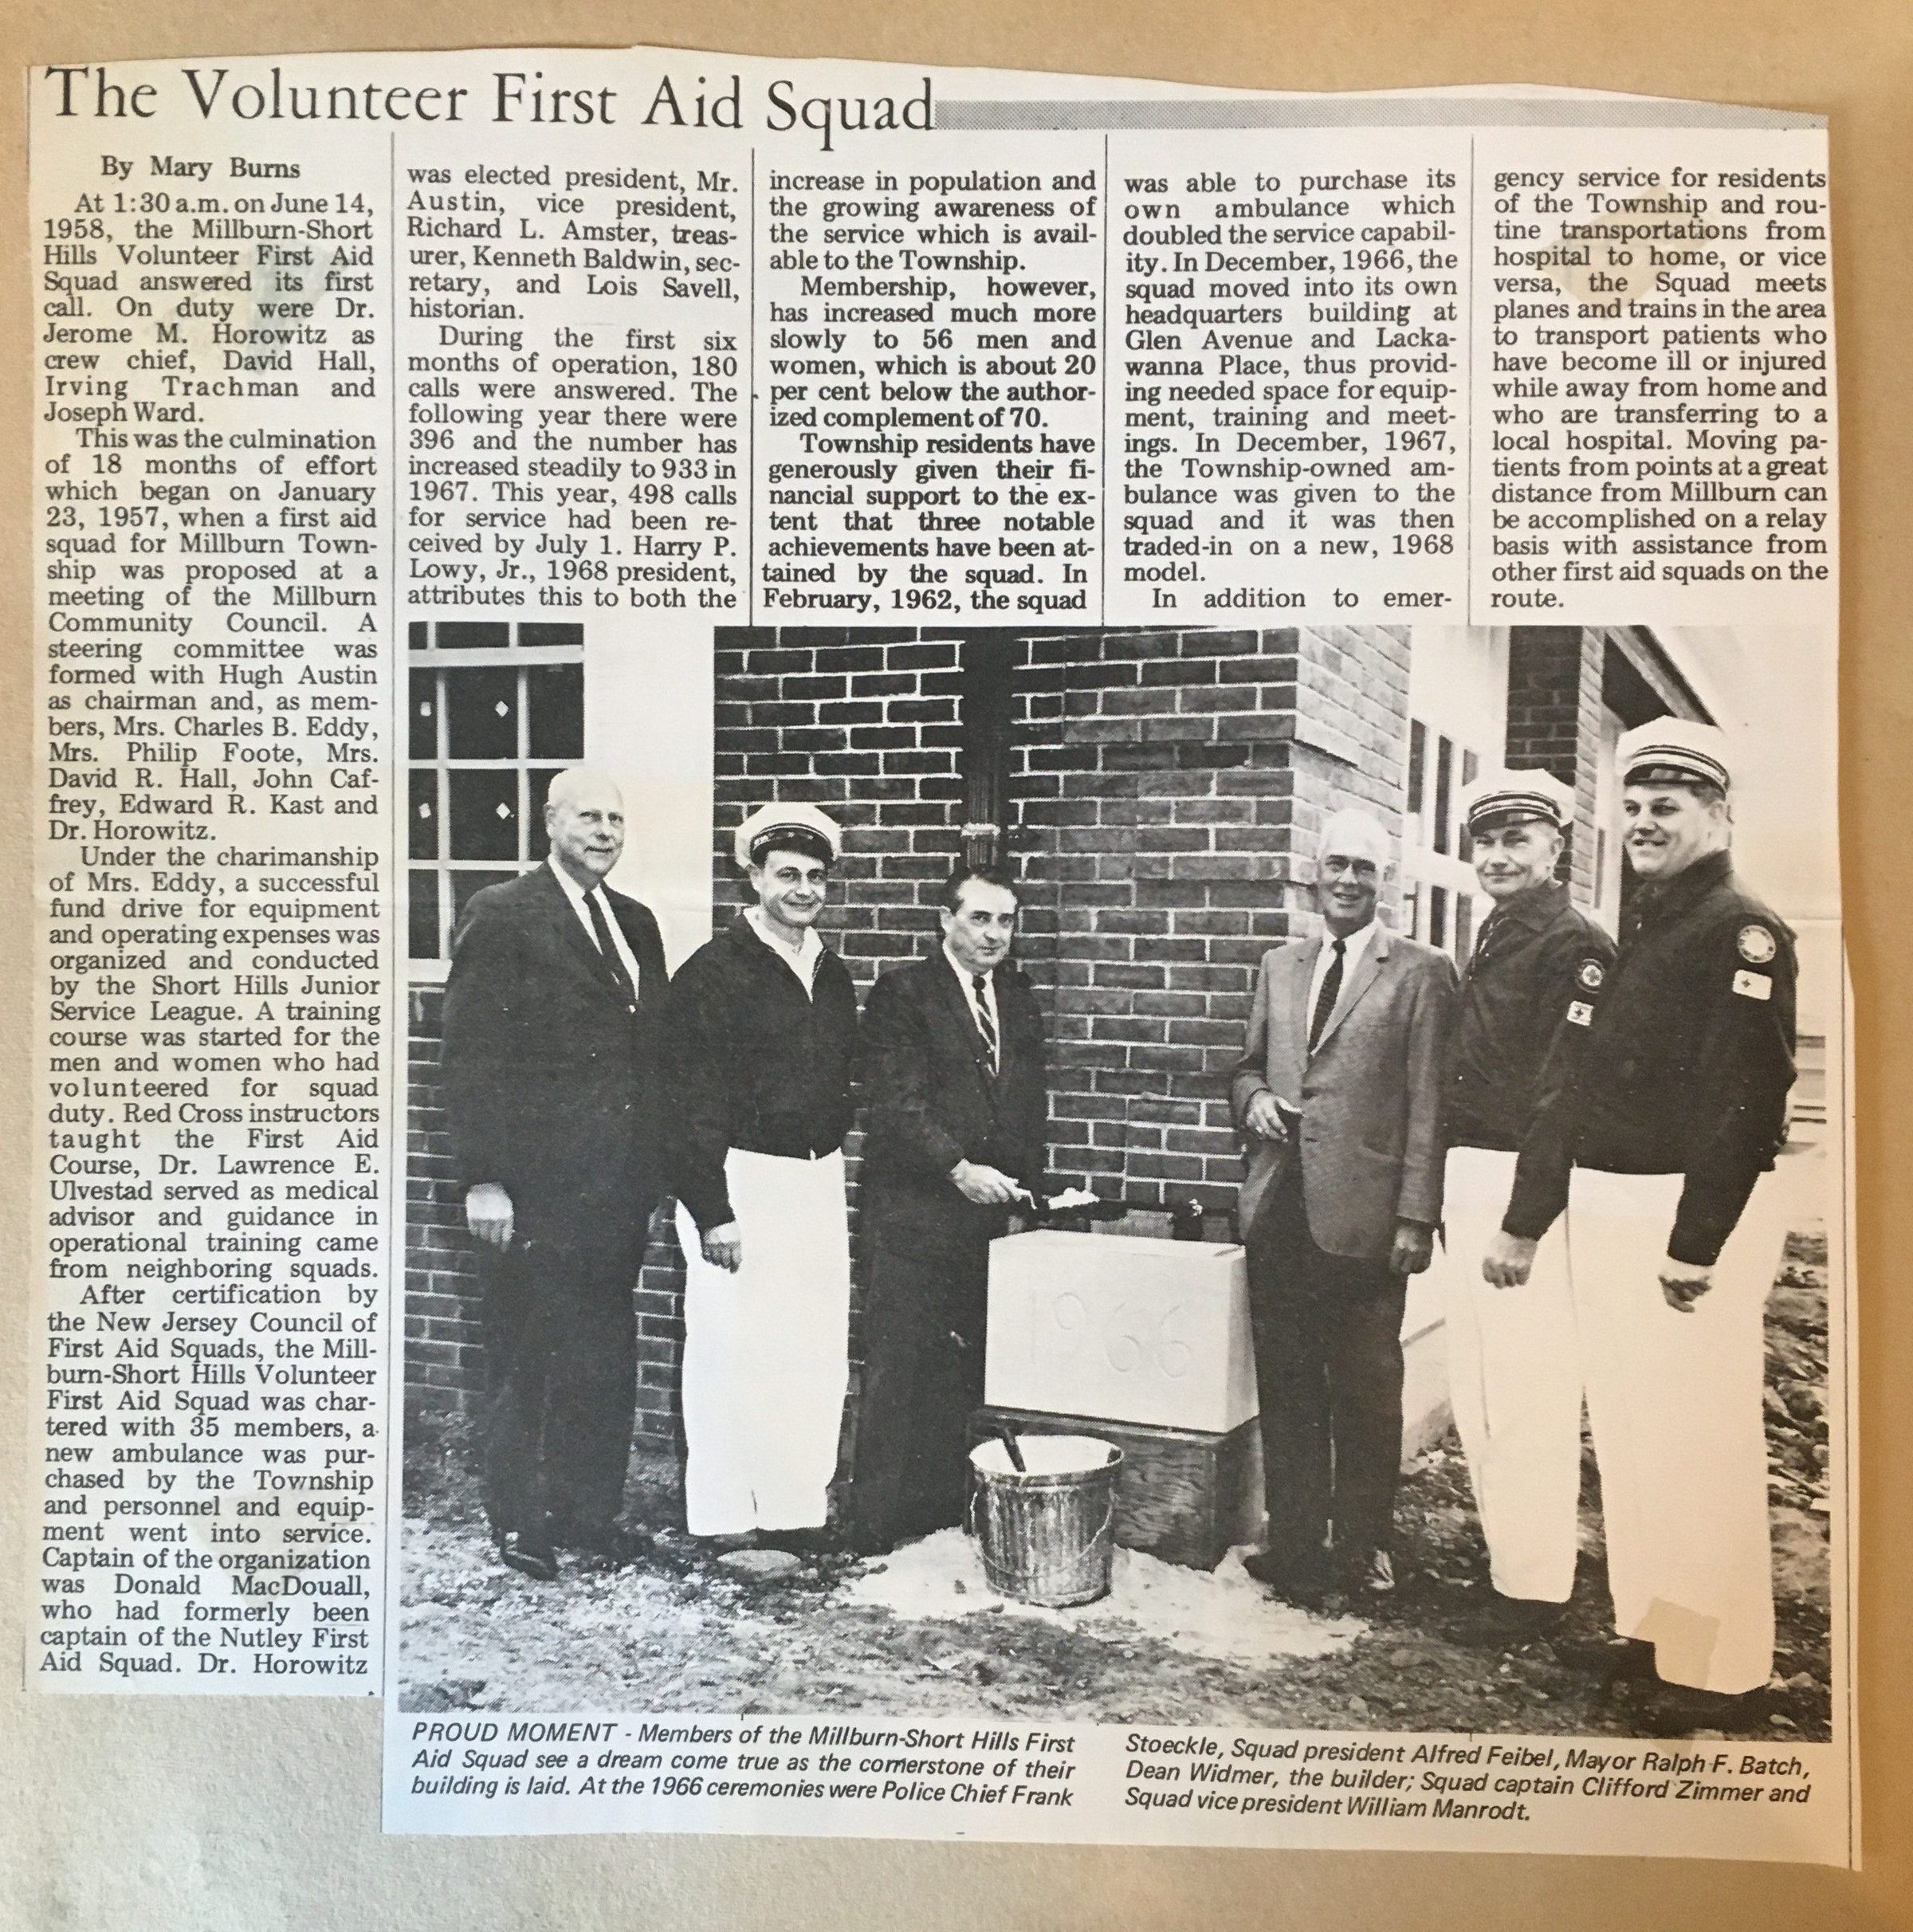 The Volunteer First Aid Squad
By Mary Burns
At 1:30 a.m. on June 14,
1958, the Millburn-Short
Hills Volunteer First Aid
Squad answered its first
call. On duty were Dr.
Jerome M. Horowitz as
crew chief, David Hall,
Irving Trachman and
Joseph Ward.
This was the culmination
of 18 months of effort
which began on January
23, 1957, when a first aid
squad for Millburn Town-
ship was proposed at a
meeting of the Millburn
Community Council. A
steering committee was
formed with Hugh Austin
as chairman and, as mem-
bers, Mrs. Charles B. Eddy,
Mrs. Philip Foote, Mrs.
David R. Hall, John Caf-
frey, Edward R. Kast and
Dr. Horowitz.
Under the charimanship
of Mrs. Eddy, a successful
fund drive for equipment
and operating expenses was
organized and conducted
by the Short Hills Junior
Service League. A training
course was started for the
men and women who had
volunteered for squad
duty. Red Cross instructors
taught the First Aid
Course, Dr. Lawrence E.
Ulvestad served as medical
advisor and guidance in
operational training came
from neighboring squads.
After certification by
the New Jersey Council of
First Aid Squads, the Mill-
burn-Short Hills Volunteer
First Aid Squad was char-
tered with 35 members, a
new ambulance was pur-
chased by the Township
and personnel and equip-
ment went into service.
Captain of the organization
was Donald MacDouall,
who had formerly been
captain of the Nutley First
Aid Squad. Dr. Horowitz
was elected president, Mr.
Austin, vice president,
Richard L. Amster, treas-
urer, Kenneth Baldwin, sec-
retary, and Lois Savell,
historian.
During the first six
months of operation, 180
calls were answered. The
following year there were
396 and the number has
increased steadily to 933 in
1967. This year, 498 calls
for service had been re-
ceived by July 1. Harry P.
Lowy, Jr., 1968 president,
attributes this to both the
increase in population and
the growing awareness of
the service which is avail-
able to the Township.
Membership, however,
has increased much more
slowly to 56 men and
women, which is about 20
per cent below the author-
ized complement of 70.
Township residents have
generously given their fi-
nancial support to the ex-
tent that three notable
achievements have been at-
tained by the squad. In
February, 1962, the squad
was able to purchase its
own ambulance which
doubled the service capabil-
ity. In December, 1966, the
squad moved into its own
headquarters building at
Glen Avenue and Lacka-
wanna Place, thus provid-
ing needed space for equip-
ment, training and meet-
ings. In December, 1967,
the Township-owned am-
bulance was given to the
squad and it was then
traded-in on a new, 1968
model.
In addition to emer-
gency service for residents
of the Township and rou-
tine transportations from
hospital to home, or vice
versa, the Squad meets
planes and trains in the area
to transport patients who
have become ill or injured
while away from home and
who are transferring to a
local hospital. Moving pa-
tients from points at a great
distance from Millburn can
be accomplished on a relay
basis with assistance from
other first aid squads on the
route.
1966
PROUD MOMENT - Members of the Millburn-Short Hills First
Aid Squad see a dream come true as the cornerstone of their
building is laid. At the 1966 ceremonies were Police Chief Frank
Stoeckle, Squad president Alfred Feibel, Mayor Ralph F. Batch,
Dean Widmer, the builder; Squad captain Clifford Zimmer and
Squad vice president William Manrodt.